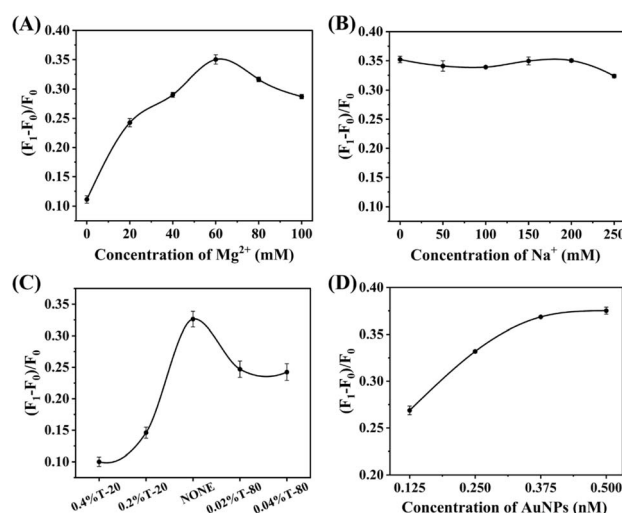 (A)
(F₁-F₀)/F₀
0.40
0.35
0.30
0.25
0.20
0.15
0.10
0 20 40 60 80 100
Concentration of Mg²⁺ (mM)
(B)
(F₁-F₀)/F₀
0.40
0.35
0.30
0.25
0.20
0.15
0.10
0 50 100 150 200 250
Concentration of Na⁺ (mM)
(C)
(F₁-F₀)/F₀
0.35
0.30
0.25
0.20
0.15
0.10
0.4%T-20 0.2%T-20 NONE 0.02%T-80 0.04%T-80
(D)
(F₁-F₀)/F₀
0.40
0.35
0.30
0.25
0.20
0.125 0.250 0.375 0.500
Concentration of AuNPs (nM)